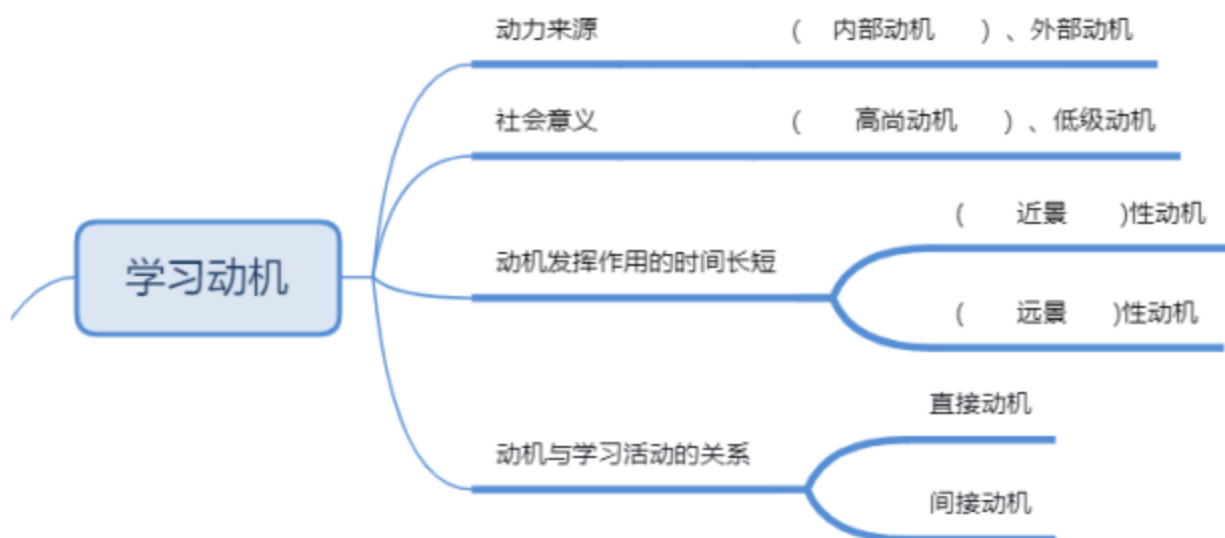 动力来源 ( 内部动机 ) 、外部动机
社会意义 ( 高尚动机 ) 、低级动机
学习动机
动机发挥作用的时间长短
( 近景 )性动机
( 远景 )性动机
动机与学习活动的关系
直接动机
间接动机